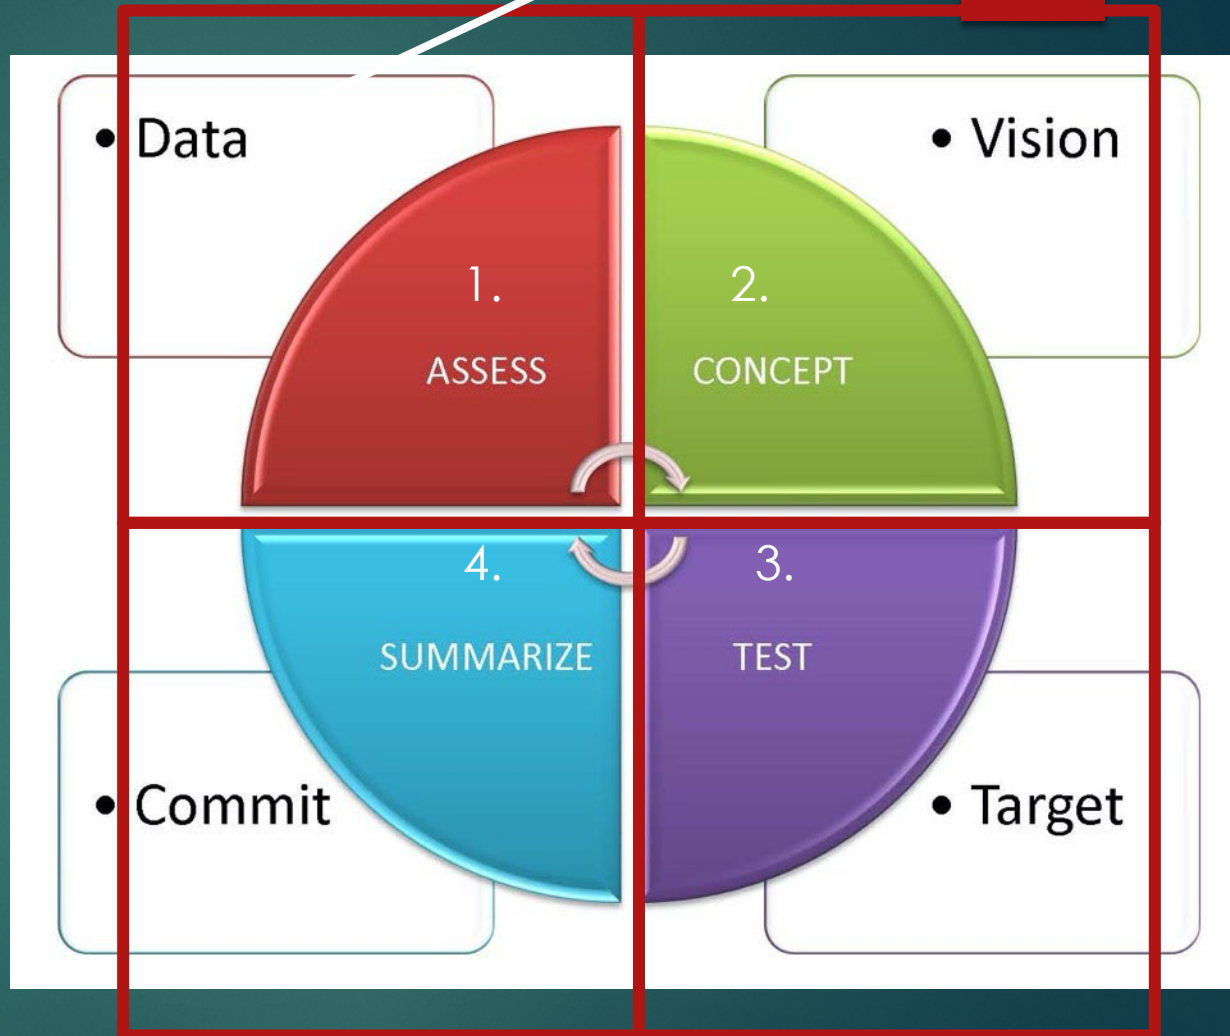 • Data
• Vision
1.
ASSESS
2.
CONCEPT
4.
SUMMARIZE
3.
TEST
• Commit
• Target